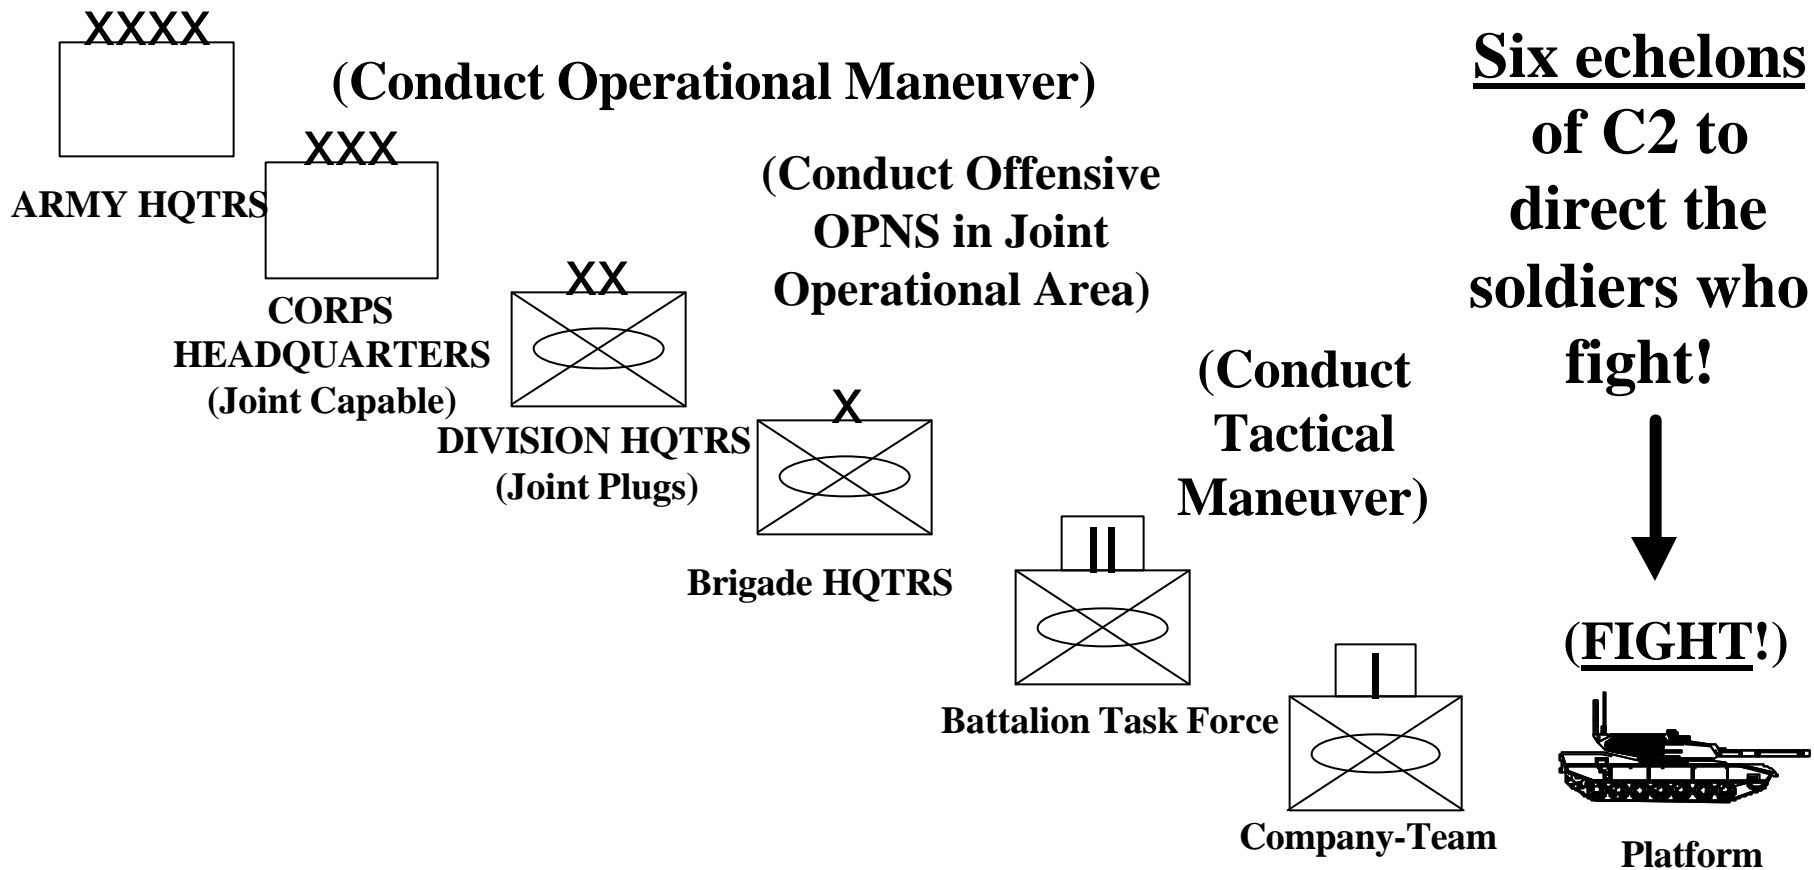 XXXX
ARMY HQTRS
(Conduct Operational Maneuver)
XXX
CORPS
HEADQUARTERS
(Joint Capable)
(Conduct Offensive
OPNS in Joint
Operational Area)
XX
DIVISION HQTRS
(Joint Plugs)
X
Brigade HQTRS
(Conduct
Tactical
Maneuver)
II
Battalion Task Force
I
Company-Team
Six echelons
of C2 to
direct the
soldiers who
fight!
(FIGHT!)
Platform